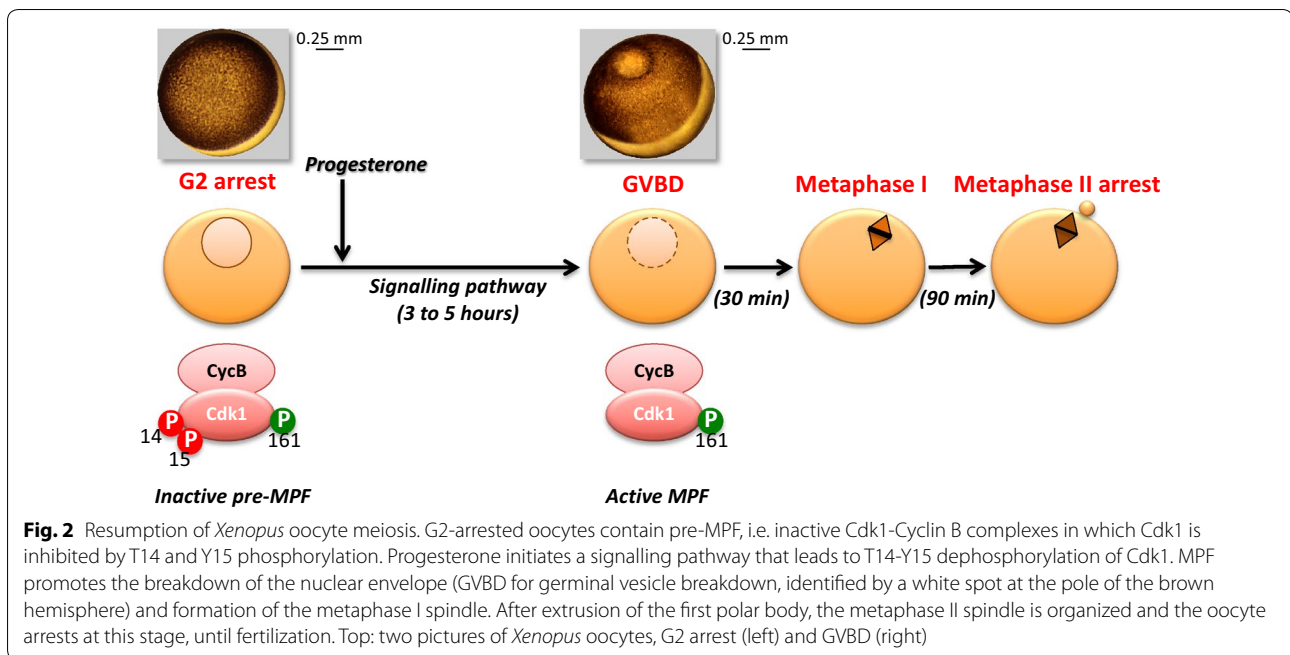 0.25 mm
0.25 mm
G2 arrest
Progesterone
GVBD
Metaphase I
Metaphase II arrest
Signalling pathway
(3 to 5 hours)
(30 min)
(90 min)
CycB
Cdk1
P
14
P
15
P
161
CycB
Cdk1
P
161
Inactive pre-MPF
Active MPF
Fig. 2 Resumption of Xenopus oocyte meiosis. G2-arrested oocytes contain pre-MPF, i.e. inactive Cdk1-Cyclin B complexes in which Cdk1 is
inhibited by T14 and Y15 phosphorylation. Progesterone initiates a signalling pathway that leads to T14-Y15 dephosphorylation of Cdk1. MPF
promotes the breakdown of the nuclear envelope (GVBD for germinal vesicle breakdown, identified by a white spot at the pole of the brown
hemisphere) and formation of the metaphase I spindle. After extrusion of the first polar body, the metaphase II spindle is organized and the oocyte
arrests at this stage, until fertilization. Top: two pictures of Xenopus oocytes, G2 arrest (left) and GVBD (right)